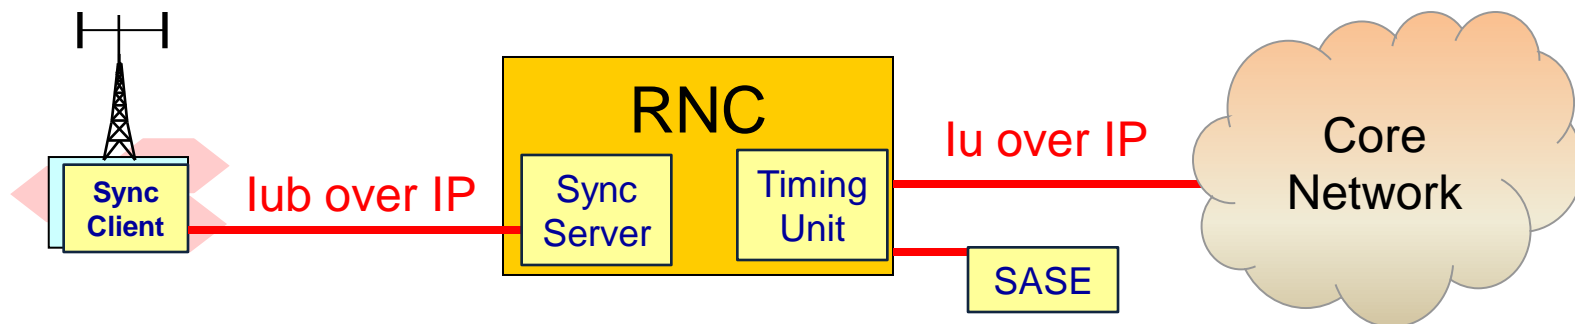 RNC
Iu over IP
Core
Network
Sync
Client
Iub over IP
Sync
Server
Timing
Unit
SASE